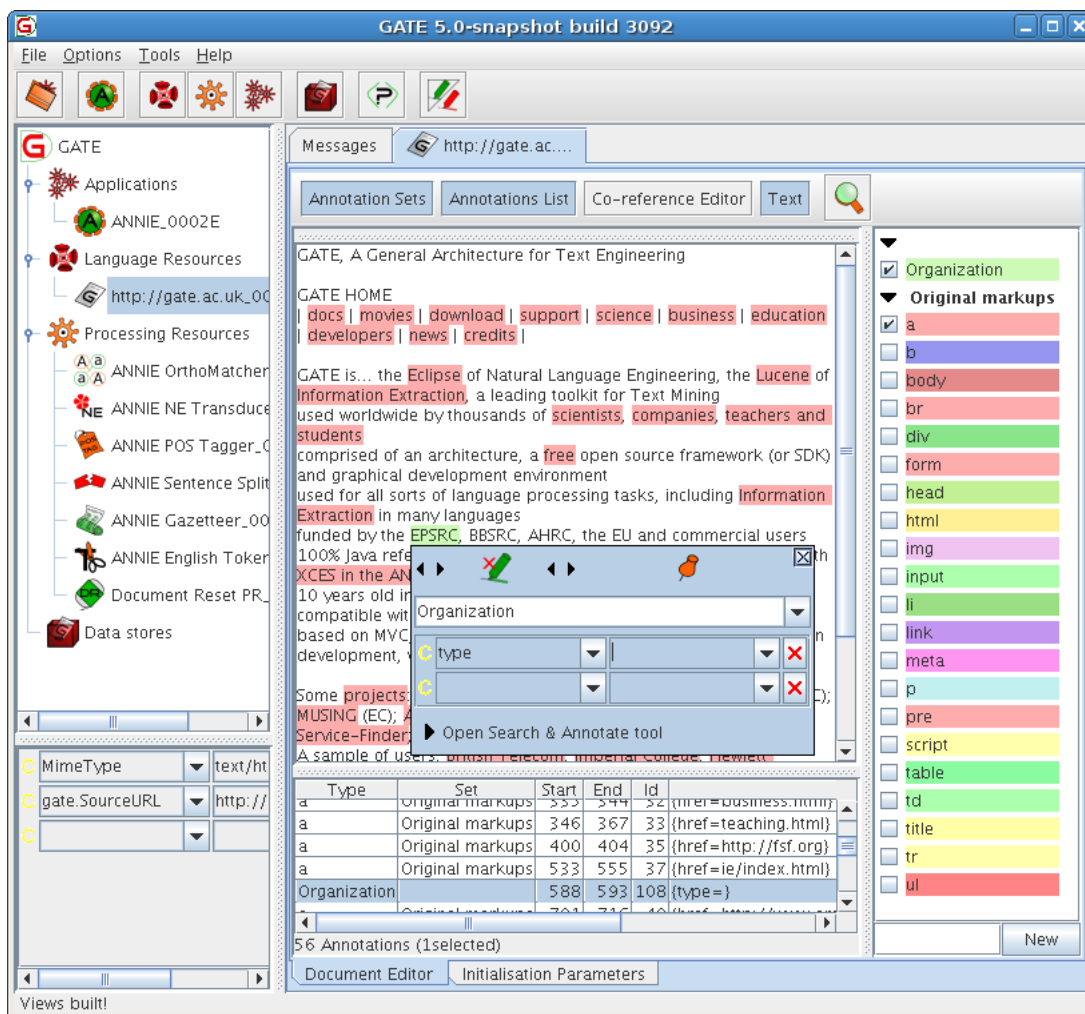 GATE 5.0-snapshot build 3092
File Options Tools Help
GATE
Applications
ANNIE_0002E
Language Resources
http://gate.ac.uk_00
Processing Resources
ANNIE OrthoMatcher
ANNIE NE Transduce
ANNIE POS Tagger_
ANNIE Sentence Split
ANNIE Gazetteer_00
ANNIE English Token
Document Reset PR_
Data stores
MimeType text/ht
gate.SourceURL http://
Messages http://gate.ac....
Annotation Sets Annotations List Co-reference Editor Text
GATE, A General Architecture for Text Engineering
GATE HOME
| docs | movies | download | support | science | business | education
| developers | news | credits |
GATE is... the Eclipse of Natural Language Engineering, the Lucene of
Information Extraction, a leading toolkit for Text Mining
used worldwide by thousands of scientists, companies, teachers and
students
comprised of an architecture, a free open source framework (or SDK)
and graphical development environment
used for all sorts of language processing tasks, including Information
Extraction in many languages
funded by the EPSRC, BBSRC, AHRC, the EU and commercial users
100% Java refe th
XCES in the AN
10 years old i
compatible wit
based on MVC, n
development, w
Some projects: C);
MUSING (EC); A
Service-Finder;
A sample of users: British Telecom, Imperial College, Hewlett-
Organization
type
Open Search & Annotate tool
Type Set Start End Id
a Original markups 335 344 32 {href=business.html}
a Original markups 346 367 33 {href=teaching.html}
a Original markups 400 404 35 {href=http://fsf.org}
a Original markups 533 555 37 {href=ie/index.html}
Organization 588 593 108 {type=}
56 Annotations (1selected)
Document Editor Initialisation Parameters
Organization
Original markups
a
b
body
br
div
form
head
html
img
input
li
link
meta
p
pre
script
table
td
title
tr
ul
New
Views built!